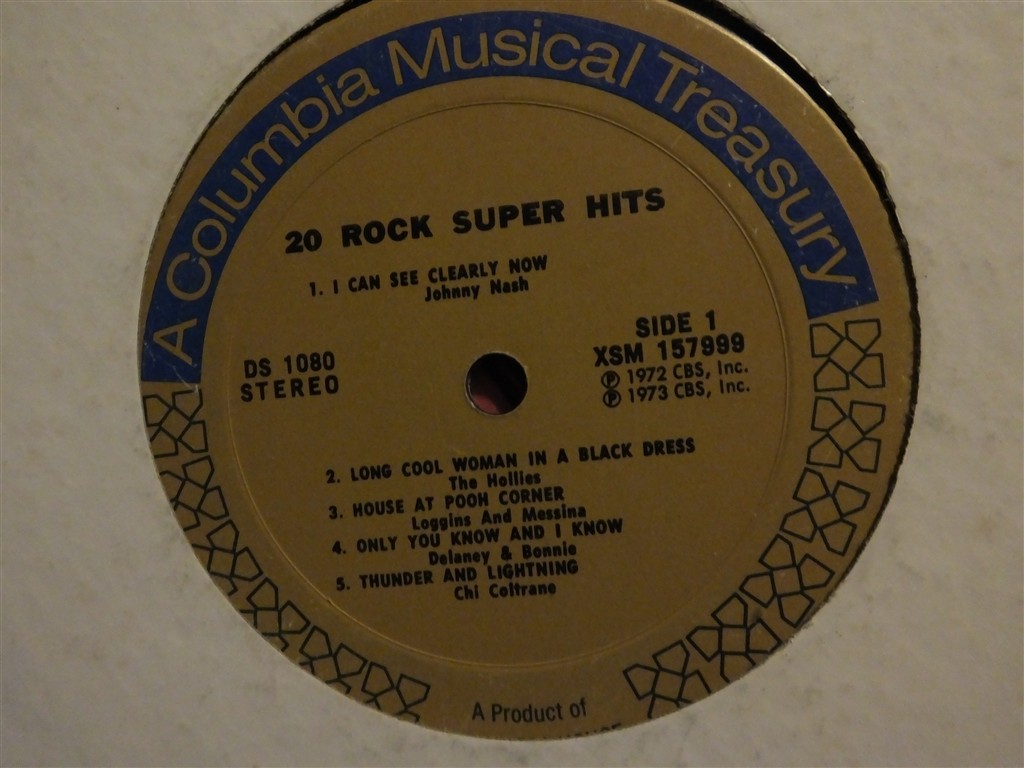 A Columbia Musical Treasury
20 ROCK SUPER HITS
1. I CAN SEE CLEARLY NOW
Johnny Nash
DS 1080
STEREO
SIDE 1
XSM 157999
Ⓟ 1972 CBS, Inc.
Ⓟ 1973 CBS, Inc.
2. LONG COOL WOMAN IN A BLACK DRESS
The Hollies
3. HOUSE AT POOH CORNER
Loggins And Messina
4. ONLY YOU KNOW AND I KNOW
Delaney & Bonnie
5. THUNDER AND LIGHTNING
Chi Coltrane
A Product of